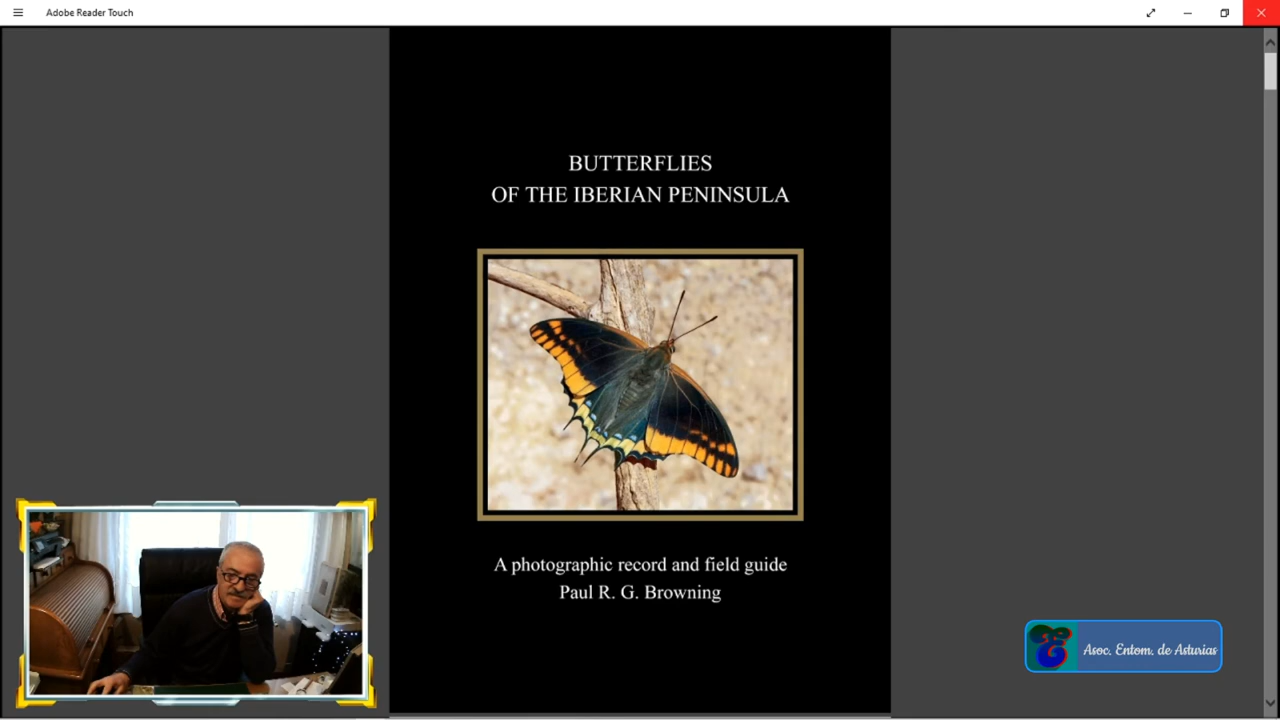 Adobe Reader Touch
BUTTERFLIES
OF THE IBERIAN PENINSULA
A photographic record and field guide
Paul R. G. Browning
Asoc. Entom. de Asturias